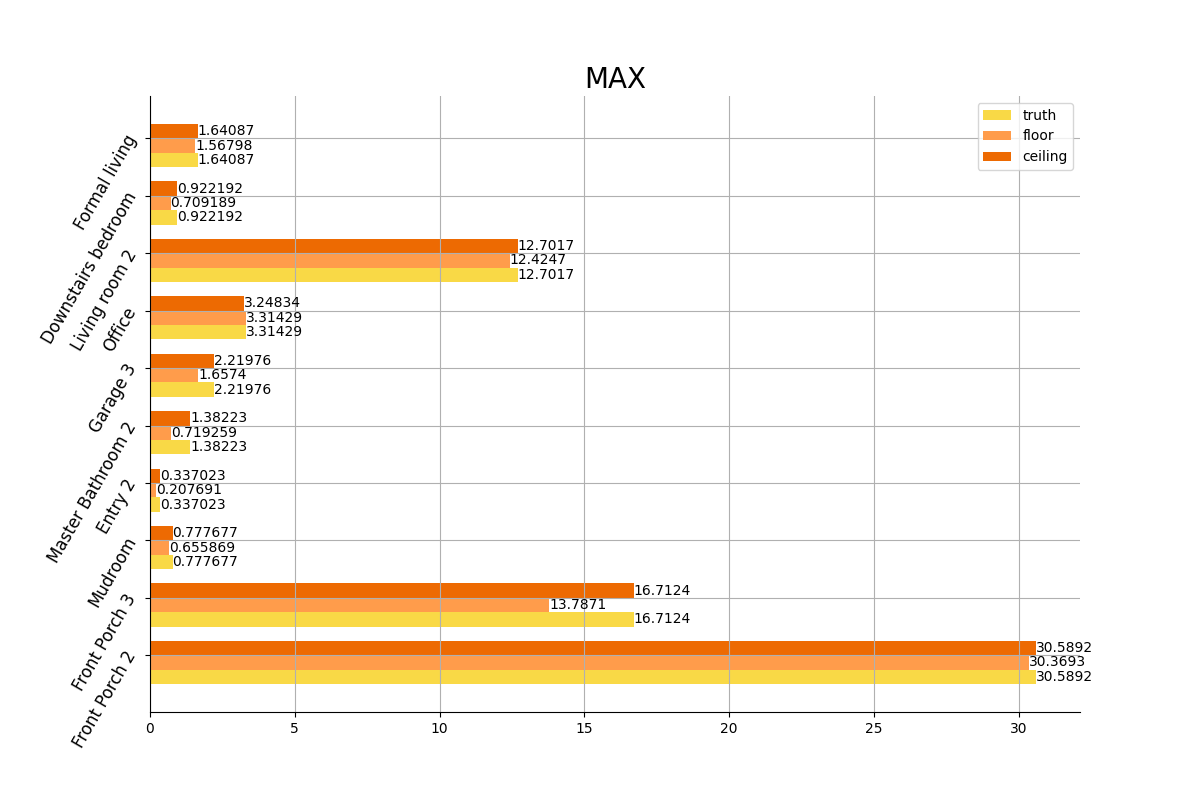 MAX
truth
floor
ceiling
Formal living
1.64087
1.56798
1.64087
Downstairs bedroom
0.922192
0.709189
0.922192
Living room 2
12.7017
12.4247
12.7017
Office
3.24834
3.31429
3.31429
Garage 3
2.21976
1.6574
2.21976
Master Bathroom 2
1.38223
0.719259
1.38223
Entry 2
0.337023
0.207691
0.337023
Mudroom
0.777677
0.655869
0.777677
Front Porch 3
16.7124
13.7871
16.7124
Front Porch 2
30.5892
30.3693
30.5892
0 5 10 15 20 25 30